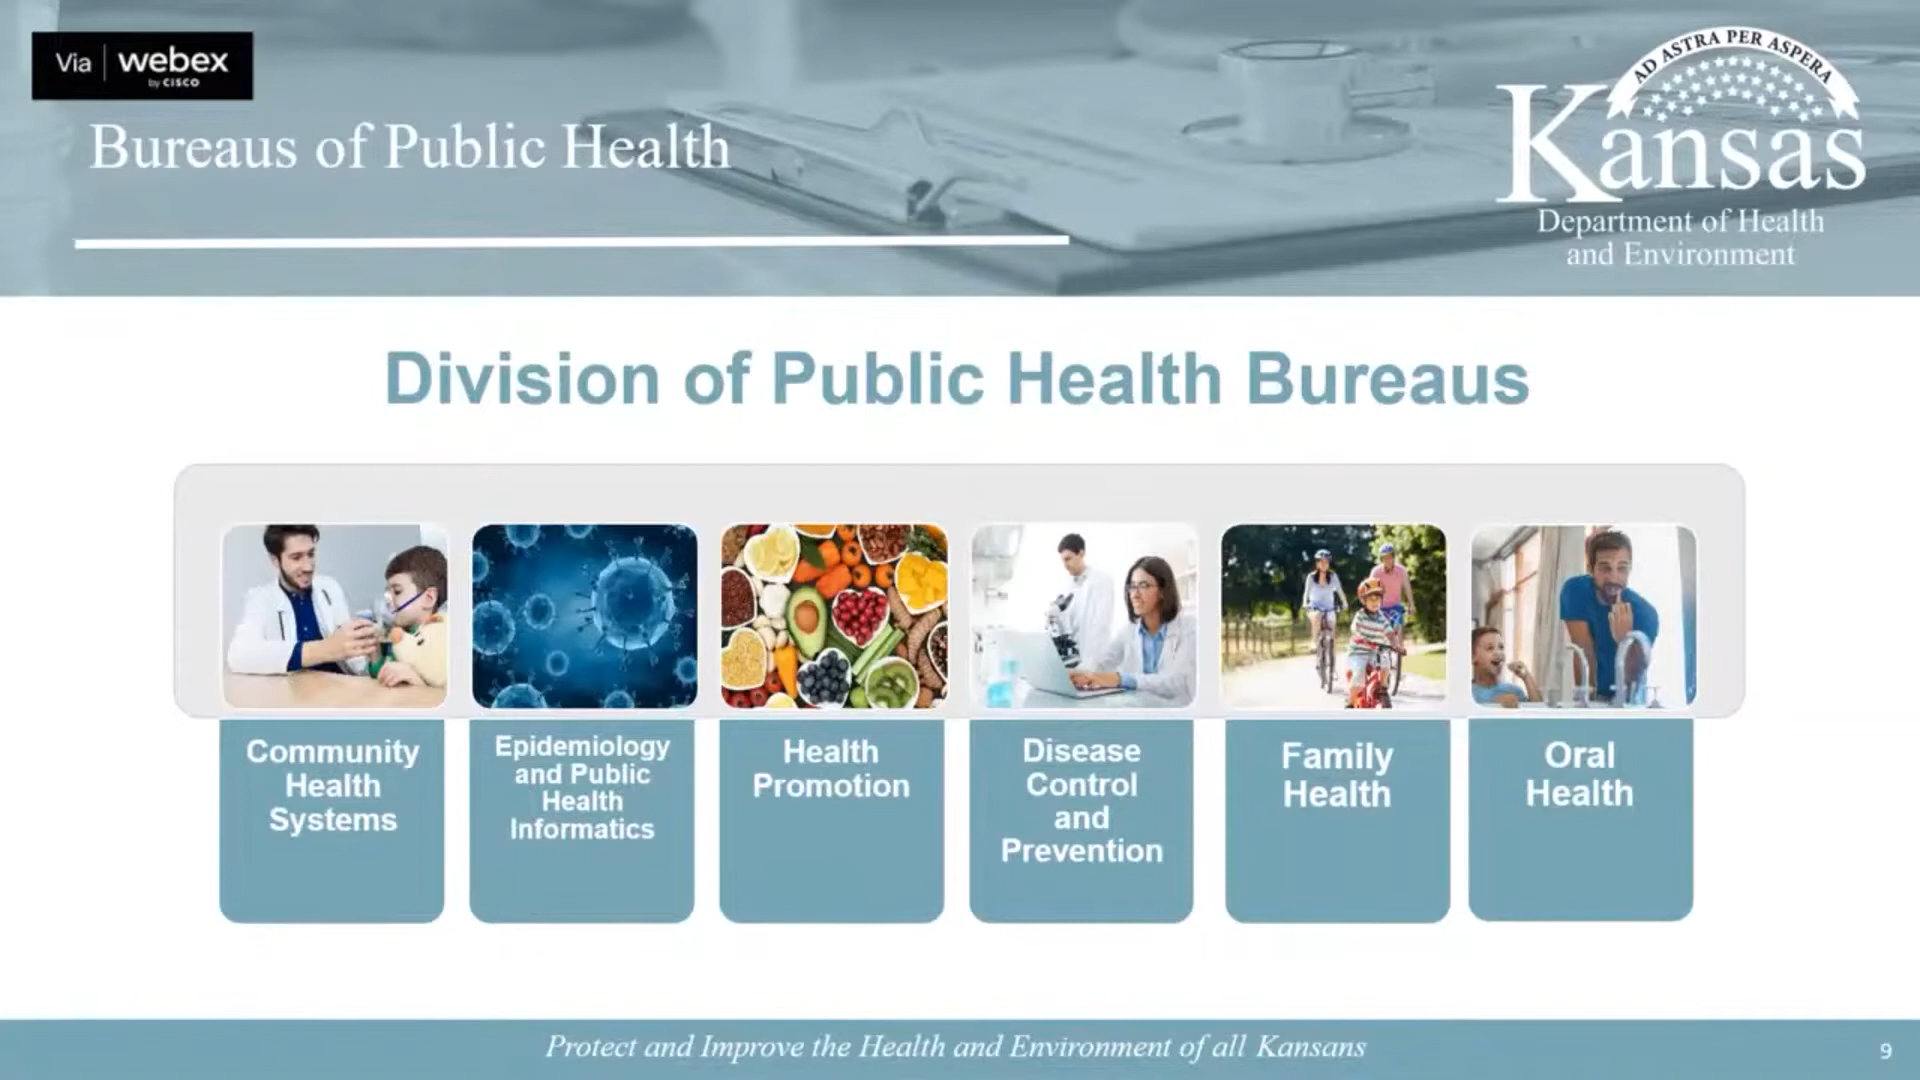 Via webex
by CISCO
AD ASTRA PER ASPERA
Kansas
Department of Health
and Environment
Bureaus of Public Health
Division of Public Health Bureaus
Community
Health
Systems
Epidemiology
and Public
Health
Informatics
Health
Promotion
Disease
Control
and
Prevention
Family
Health
Oral
Health
Protect and Improve the Health and Environment of all Kansans
9